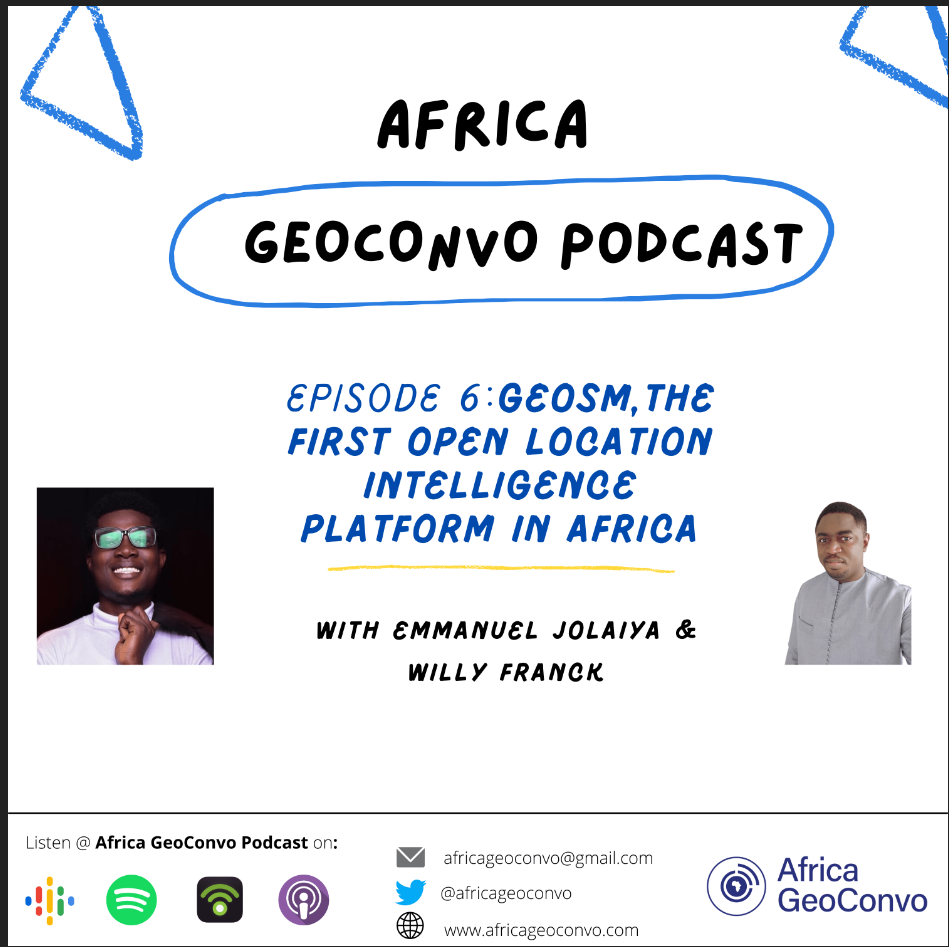 AFRICA
GEOCONVO PODCAST
EPISODE 6:GEOSM,THE
FIRST OPEN LOCATION
INTELLIGENCE
PLATFORM IN AFRICA
WITH EMMANUEL JOLAIYA &
WILLY FRANCK
Listen @ Africa GeoConvo Podcast on:
africageoconvo@gmail.com
@africageoconvo
www.africageoconvo.com
Africa
GeoConvo